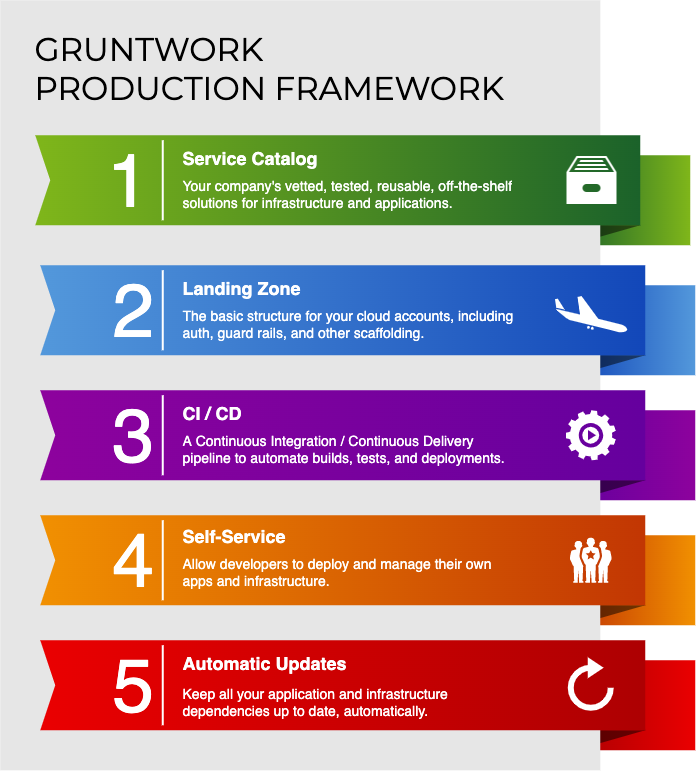 GRUNTWORK
PRODUCTION FRAMEWORK
1
Service Catalog
Your company's vetted, tested, reusable, off-the-shelf
solutions for infrastructure and applications.
2
Landing Zone
The basic structure for your cloud accounts, including
auth, guard rails, and other scaffolding.
3
CI / CD
A Continuous Integration / Continuous Delivery
pipeline to automate builds, tests, and deployments.
4
Self-Service
Allow developers to deploy and manage their own
apps and infrastructure.
5
Automatic Updates
Keep all your application and infrastructure
dependencies up to date, automatically.